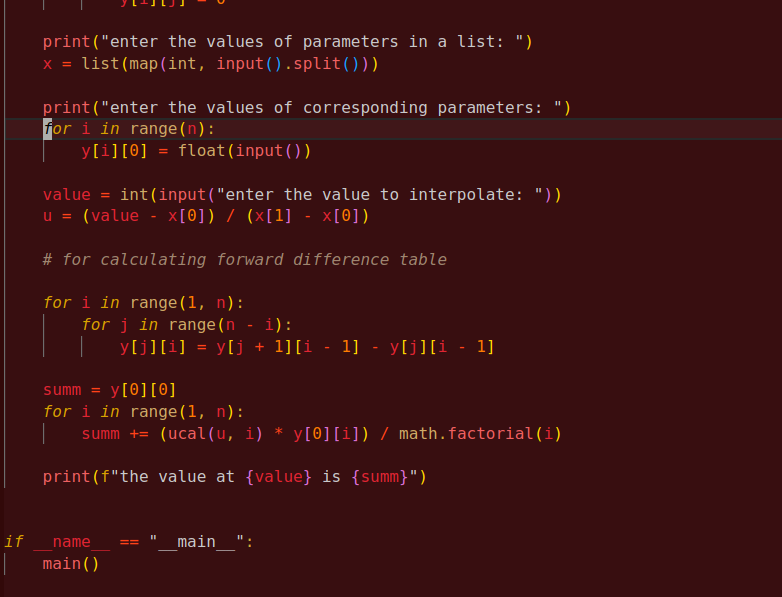 y[i][j] = 0
print("enter the values of parameters in a list: ")
x = list(map(int, input().split()))
print("enter the values of corresponding parameters: ")
for i in range(n):
y[i][0] = float(input())
value = int(input("enter the value to interpolate: "))
u = (value - x[0]) / (x[1] - x[0])
# for calculating forward difference table
for i in range(1, n):
for j in range(n - i):
y[j][i] = y[j + 1][i - 1] - y[j][i - 1]
summ = y[0][0]
for i in range(1, n):
summ += (ucal(u, i) * y[0][i]) / math.factorial(i)
print(f"the value at {value} is {summ}")
if __name__ == "__main__":
main()